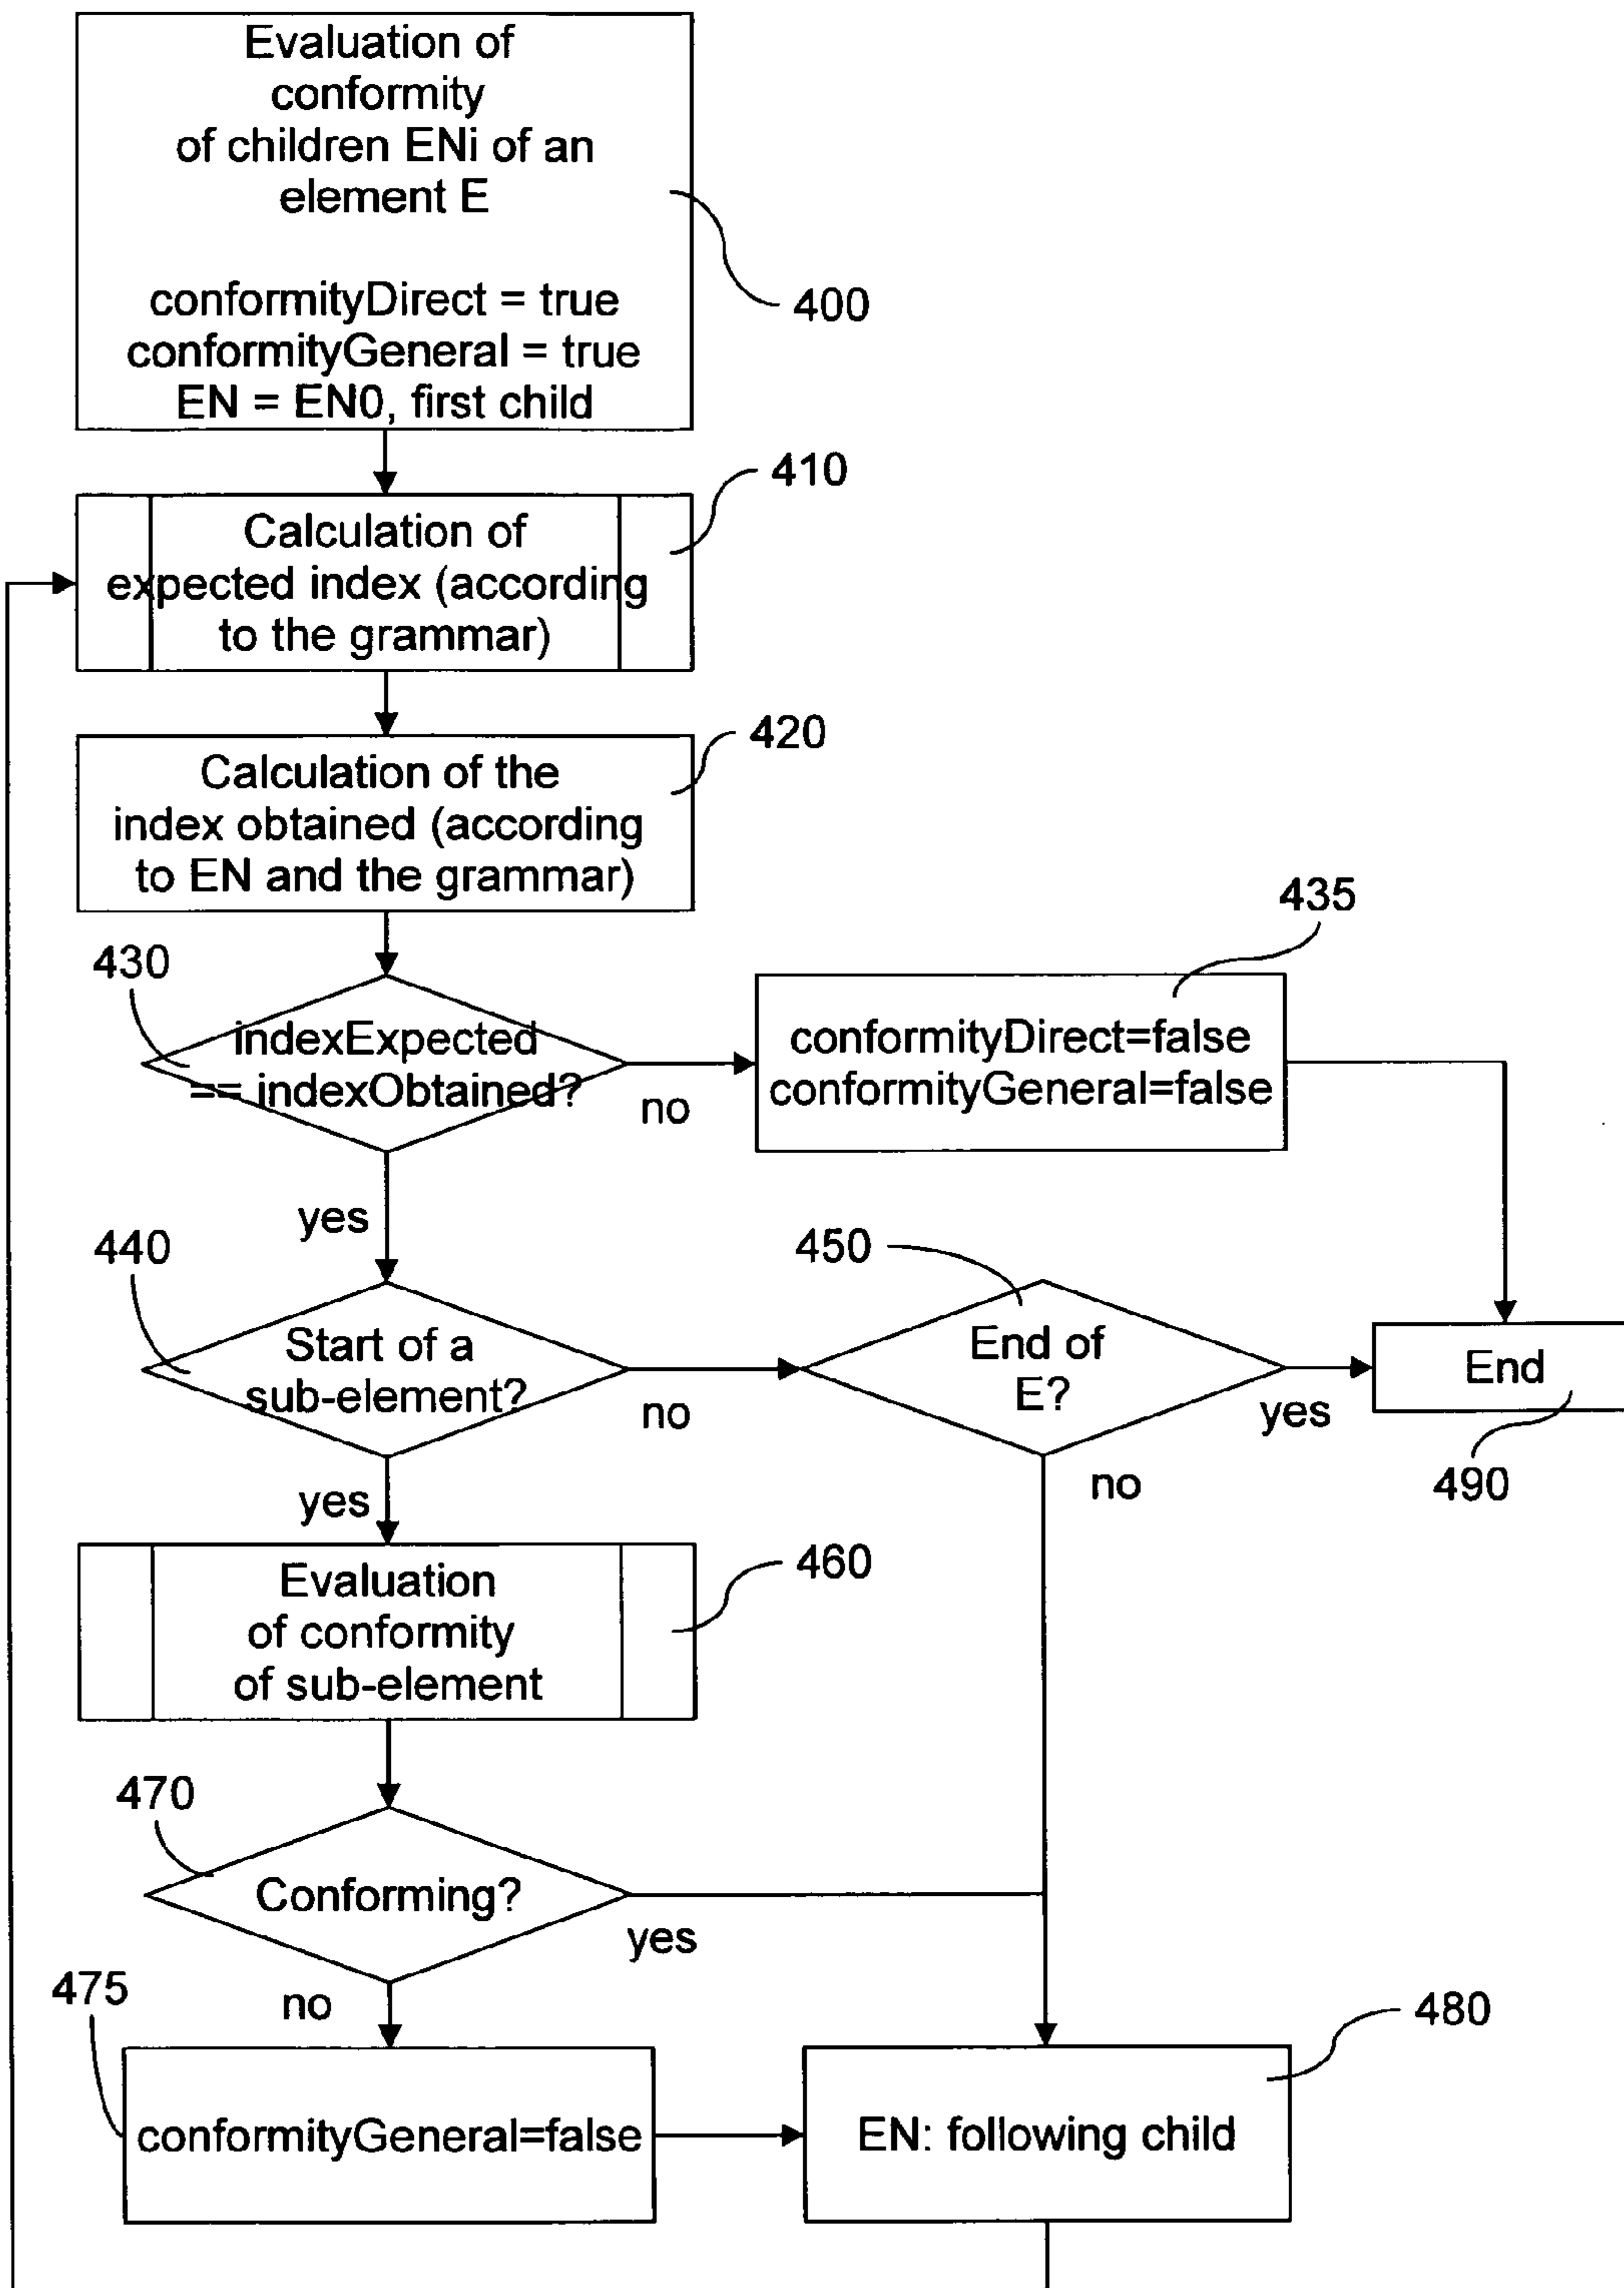 Evaluation of
conformity
of children ENi of an
element E
conformityDirect = true
conformityGeneral = true
EN = EN0, first child
400
410
Calculation of
expected index (according
to the grammar)
420
Calculation of the
index obtained (according
to EN and the grammar)
435
430
indexExpected
== indexObtained?
no
conformityDirect=false
conformityGeneral=false
yes
440
450
Start of a
sub-element?
no
End of
E?
yes
End
490
no
yes
460
Evaluation
of conformity
of sub-element
470
Conforming?
yes
475
no
480
conformityGeneral=false
EN: following child